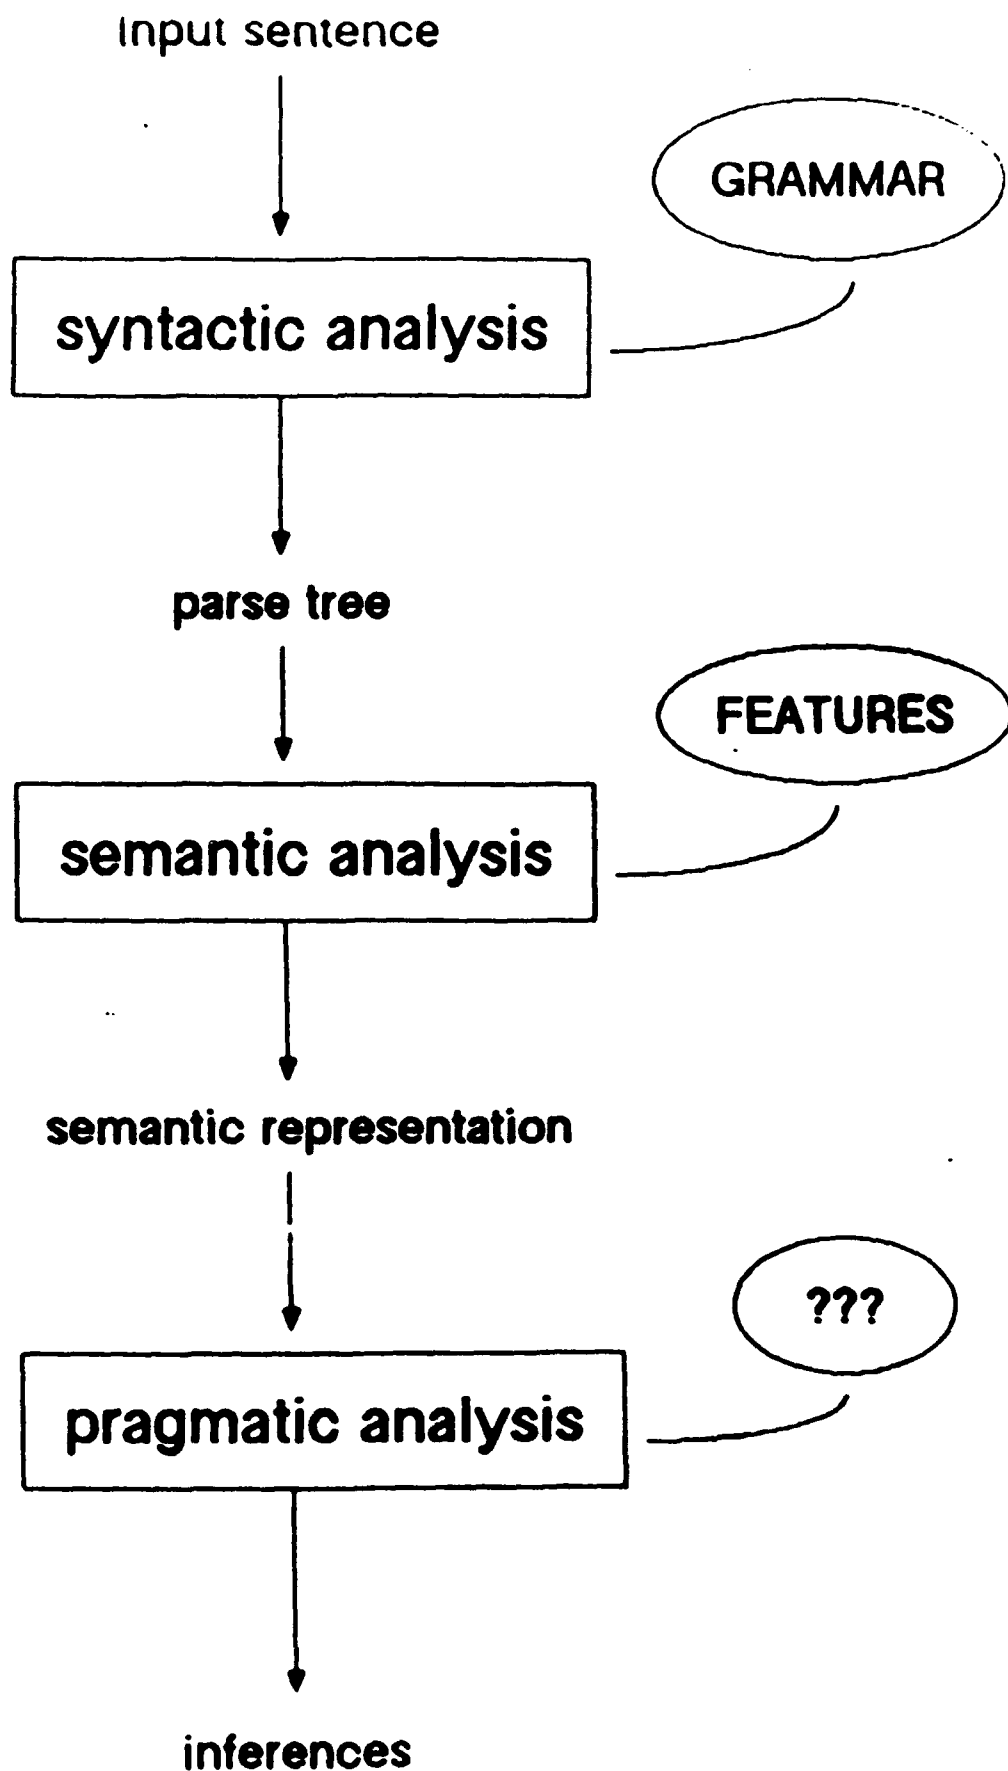 Input sentence
GRAMMAR
syntactic analysis
parse tree
FEATURES
semantic analysis
semantic representation
???
pragmatic analysis
inferences